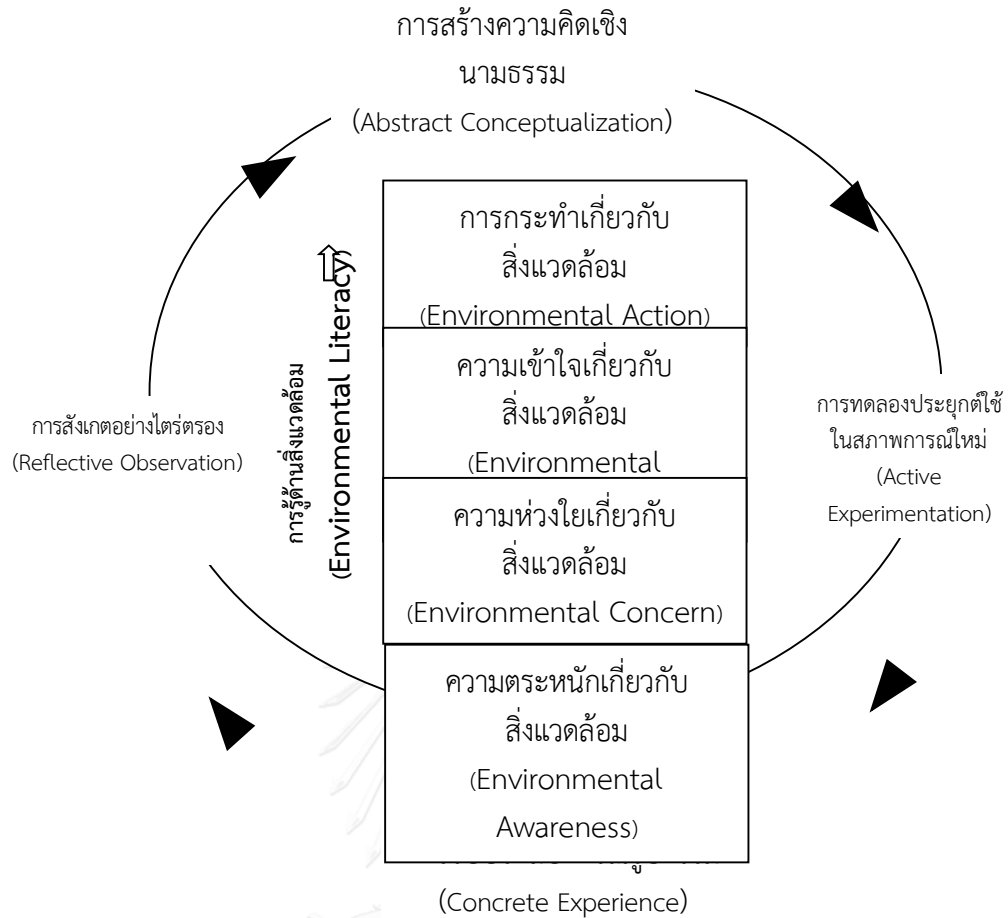 การสร้างความคิดเชิง
นามธรรม
(Abstract Conceptualization)
การกระทำเกี่ยวกับ
สิ่งแวดล้อม
(Environmental Action)
การรู้ด้านสิ่งแวดล้อม
(Environmental Literacy)
ความเข้าใจเกี่ยวกับ
สิ่งแวดล้อม
(Environmental
การสังเกตอย่างไตร่ตรอง
(Reflective Observation)
การทดลองประยุกต์ใช้
ในสภาพการณ์ใหม่
(Active
Experimentation)
ความห่วงใยเกี่ยวกับ
สิ่งแวดล้อม
(Environmental Concern)
ความตระหนักเกี่ยวกับ
สิ่งแวดล้อม
(Environmental
Awareness)
(Concrete Experience)